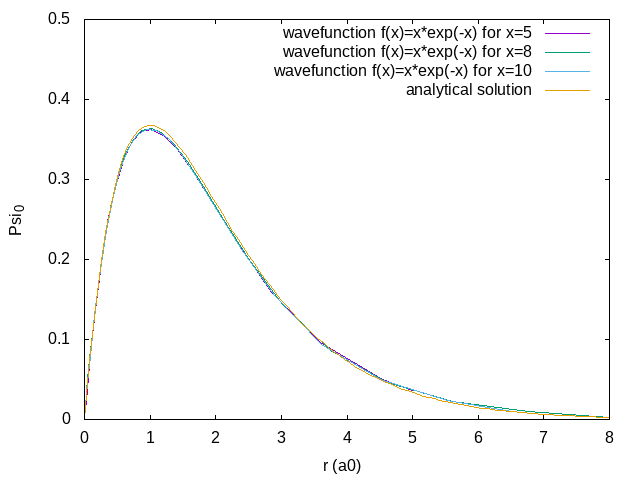 0.5
0.4
0.3
0.2
0.1
0
Psi0
wavefunction f(x)=x*exp(-x) for x=5
wavefunction f(x)=x*exp(-x) for x=8
wavefunction f(x)=x*exp(-x) for x=10
analytical solution
0 1 2 3 4 5 6 7 8
r (a0)